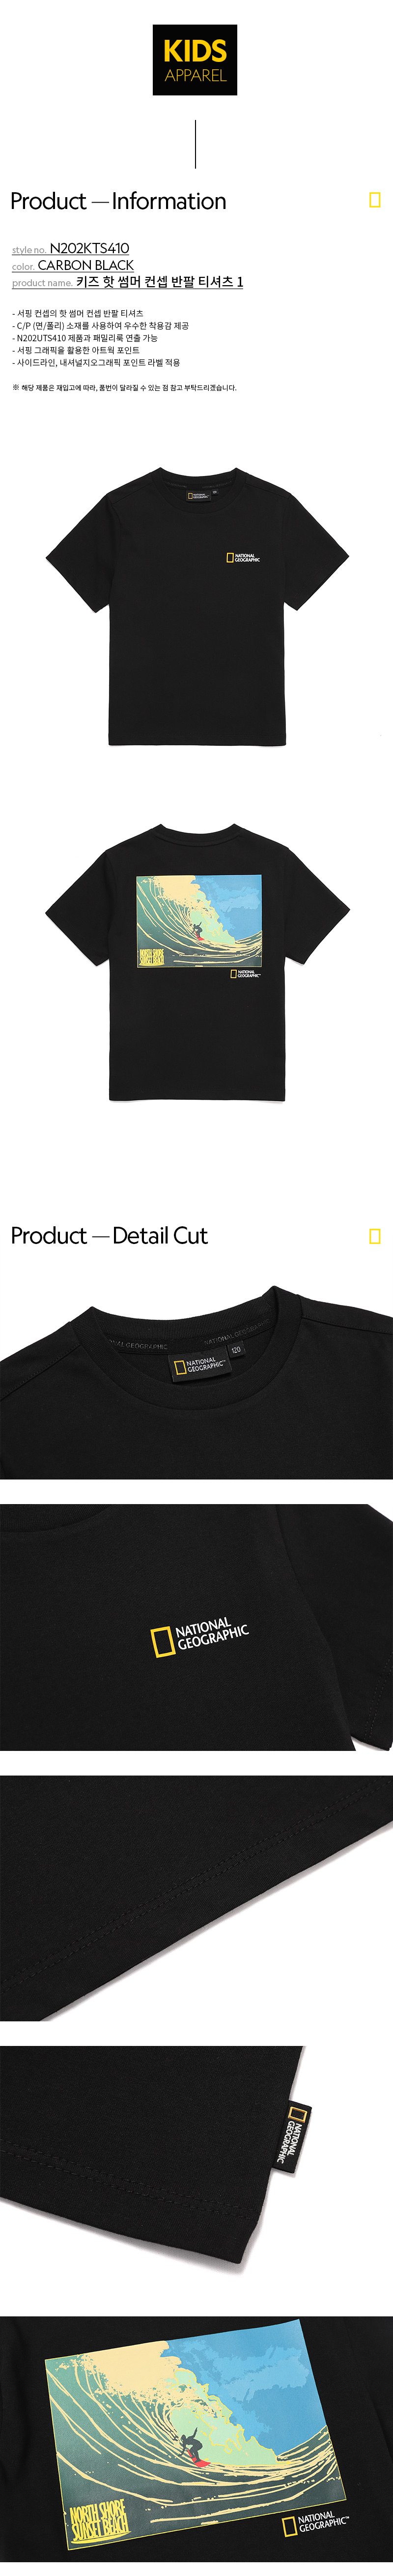 KIDS
APPAREL
Product — Information
style no. N202KTS410
color. CARBON BLACK
product name. 키즈 핫 썸머 컨셉 반팔 티셔츠 1
- 서핑 컨셉의 핫 썸머 컨셉 반팔 티셔츠
- C/P (면/폴리) 소재를 사용하여 우수한 착용감 제공
- N202UTS410 제품과 패밀리룩 연출 가능
- 서핑 그래픽을 활용한 아트웍 포인트
- 사이드라인, 내셔널지오그래픽 포인트 라벨 적용
※ 해당 제품은 재입고에 따라, 품번이 달라질 수 있는 점 참고 부탁드리겠습니다.
NATIONAL
GEOGRAPHIC
NATIONAL
GEOGRAPHIC
NORTH SHORE
SUNSET BEACH
NATIONAL
GEOGRAPHIC™
Product — Detail Cut
NATIONAL GEOGRAPHIC
NATIONAL GEOGRAPHIC
NATIONAL
GEOGRAPHIC™
120
NATIONAL
GEOGRAPHIC
NATIONAL
GEOGRAPHIC
NORTH SHORE
SUNSET BEACH
NATIONAL
GEOGRAPHIC™